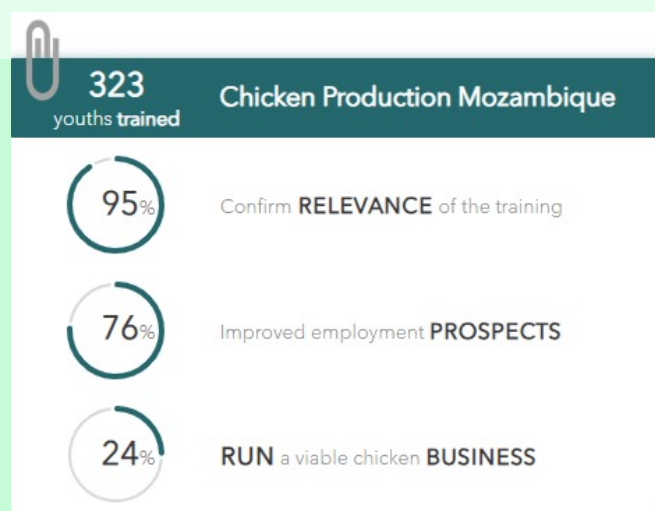 323
youths trained
Chicken Production Mozambique
95%
Confirm RELEVANCE of the training
76%
Improved employment PROSPECTS
24%
RUN a viable chicken BUSINESS